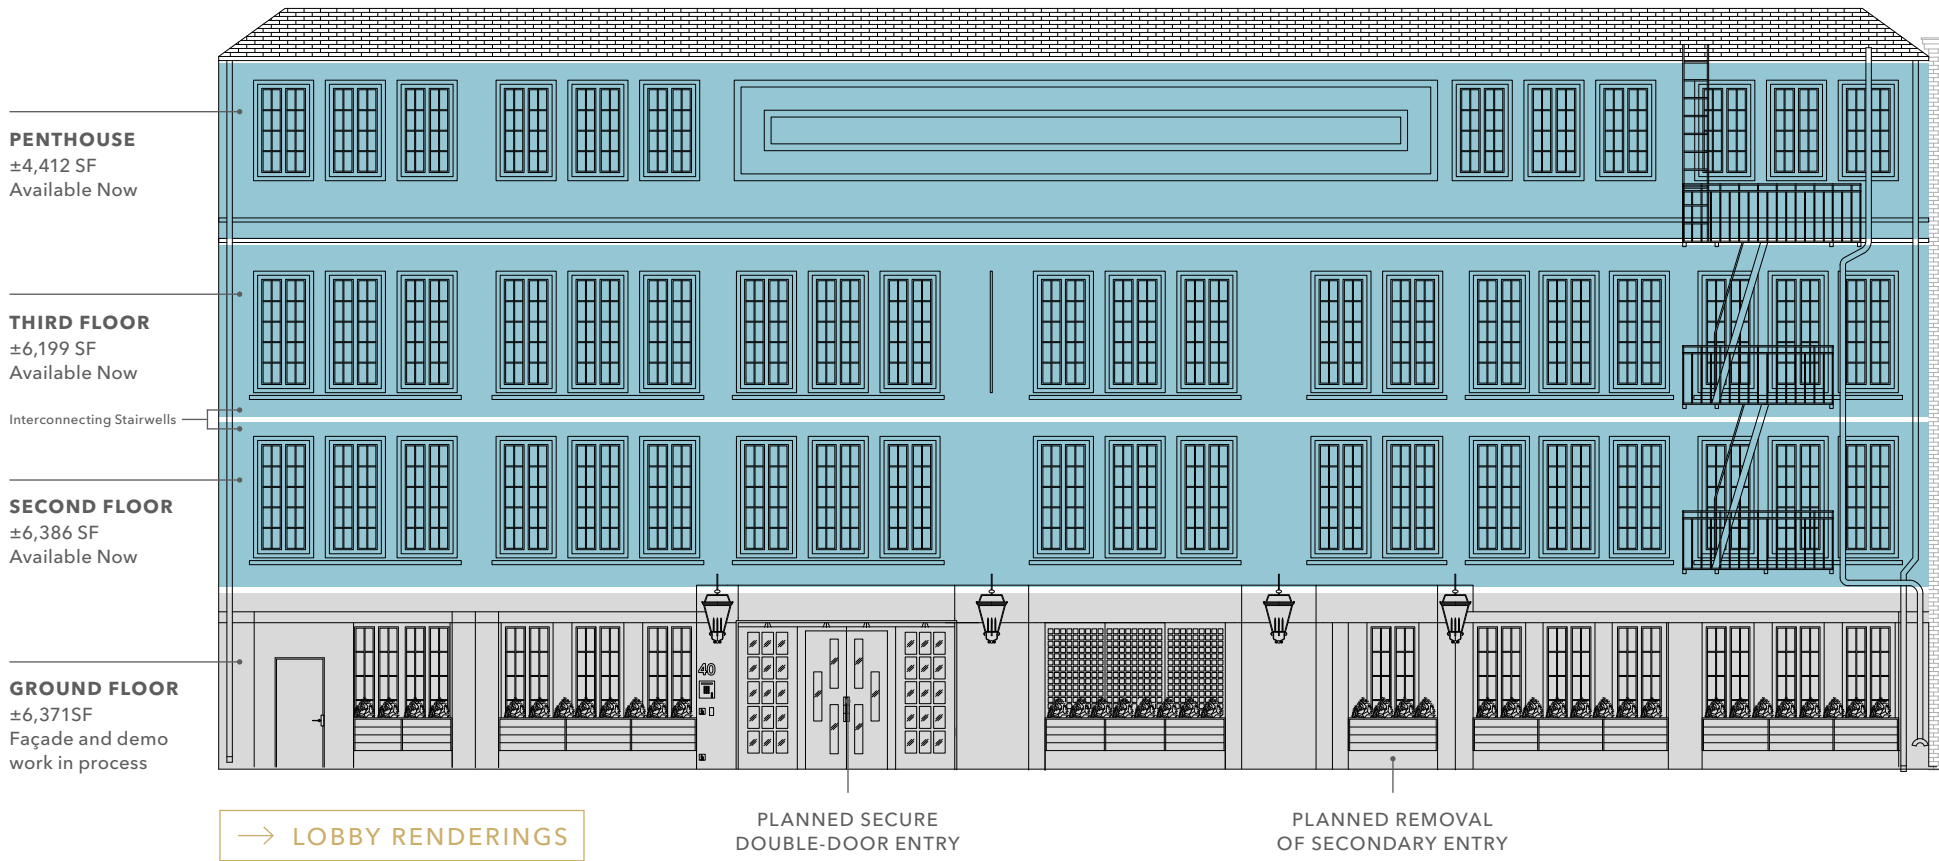 PENTHOUSE
±4,412 SF
Available Now
THIRD FLOOR
±6,199 SF
Available Now
Interconnecting Stairwells
SECOND FLOOR
±6,386 SF
Available Now
40
GROUND FLOOR
±6,371SF
Façade and demo
work in process
→ LOBBY RENDERINGS
PLANNED SECURE
DOUBLE-DOOR ENTRY
PLANNED REMOVAL
OF SECONDARY ENTRY